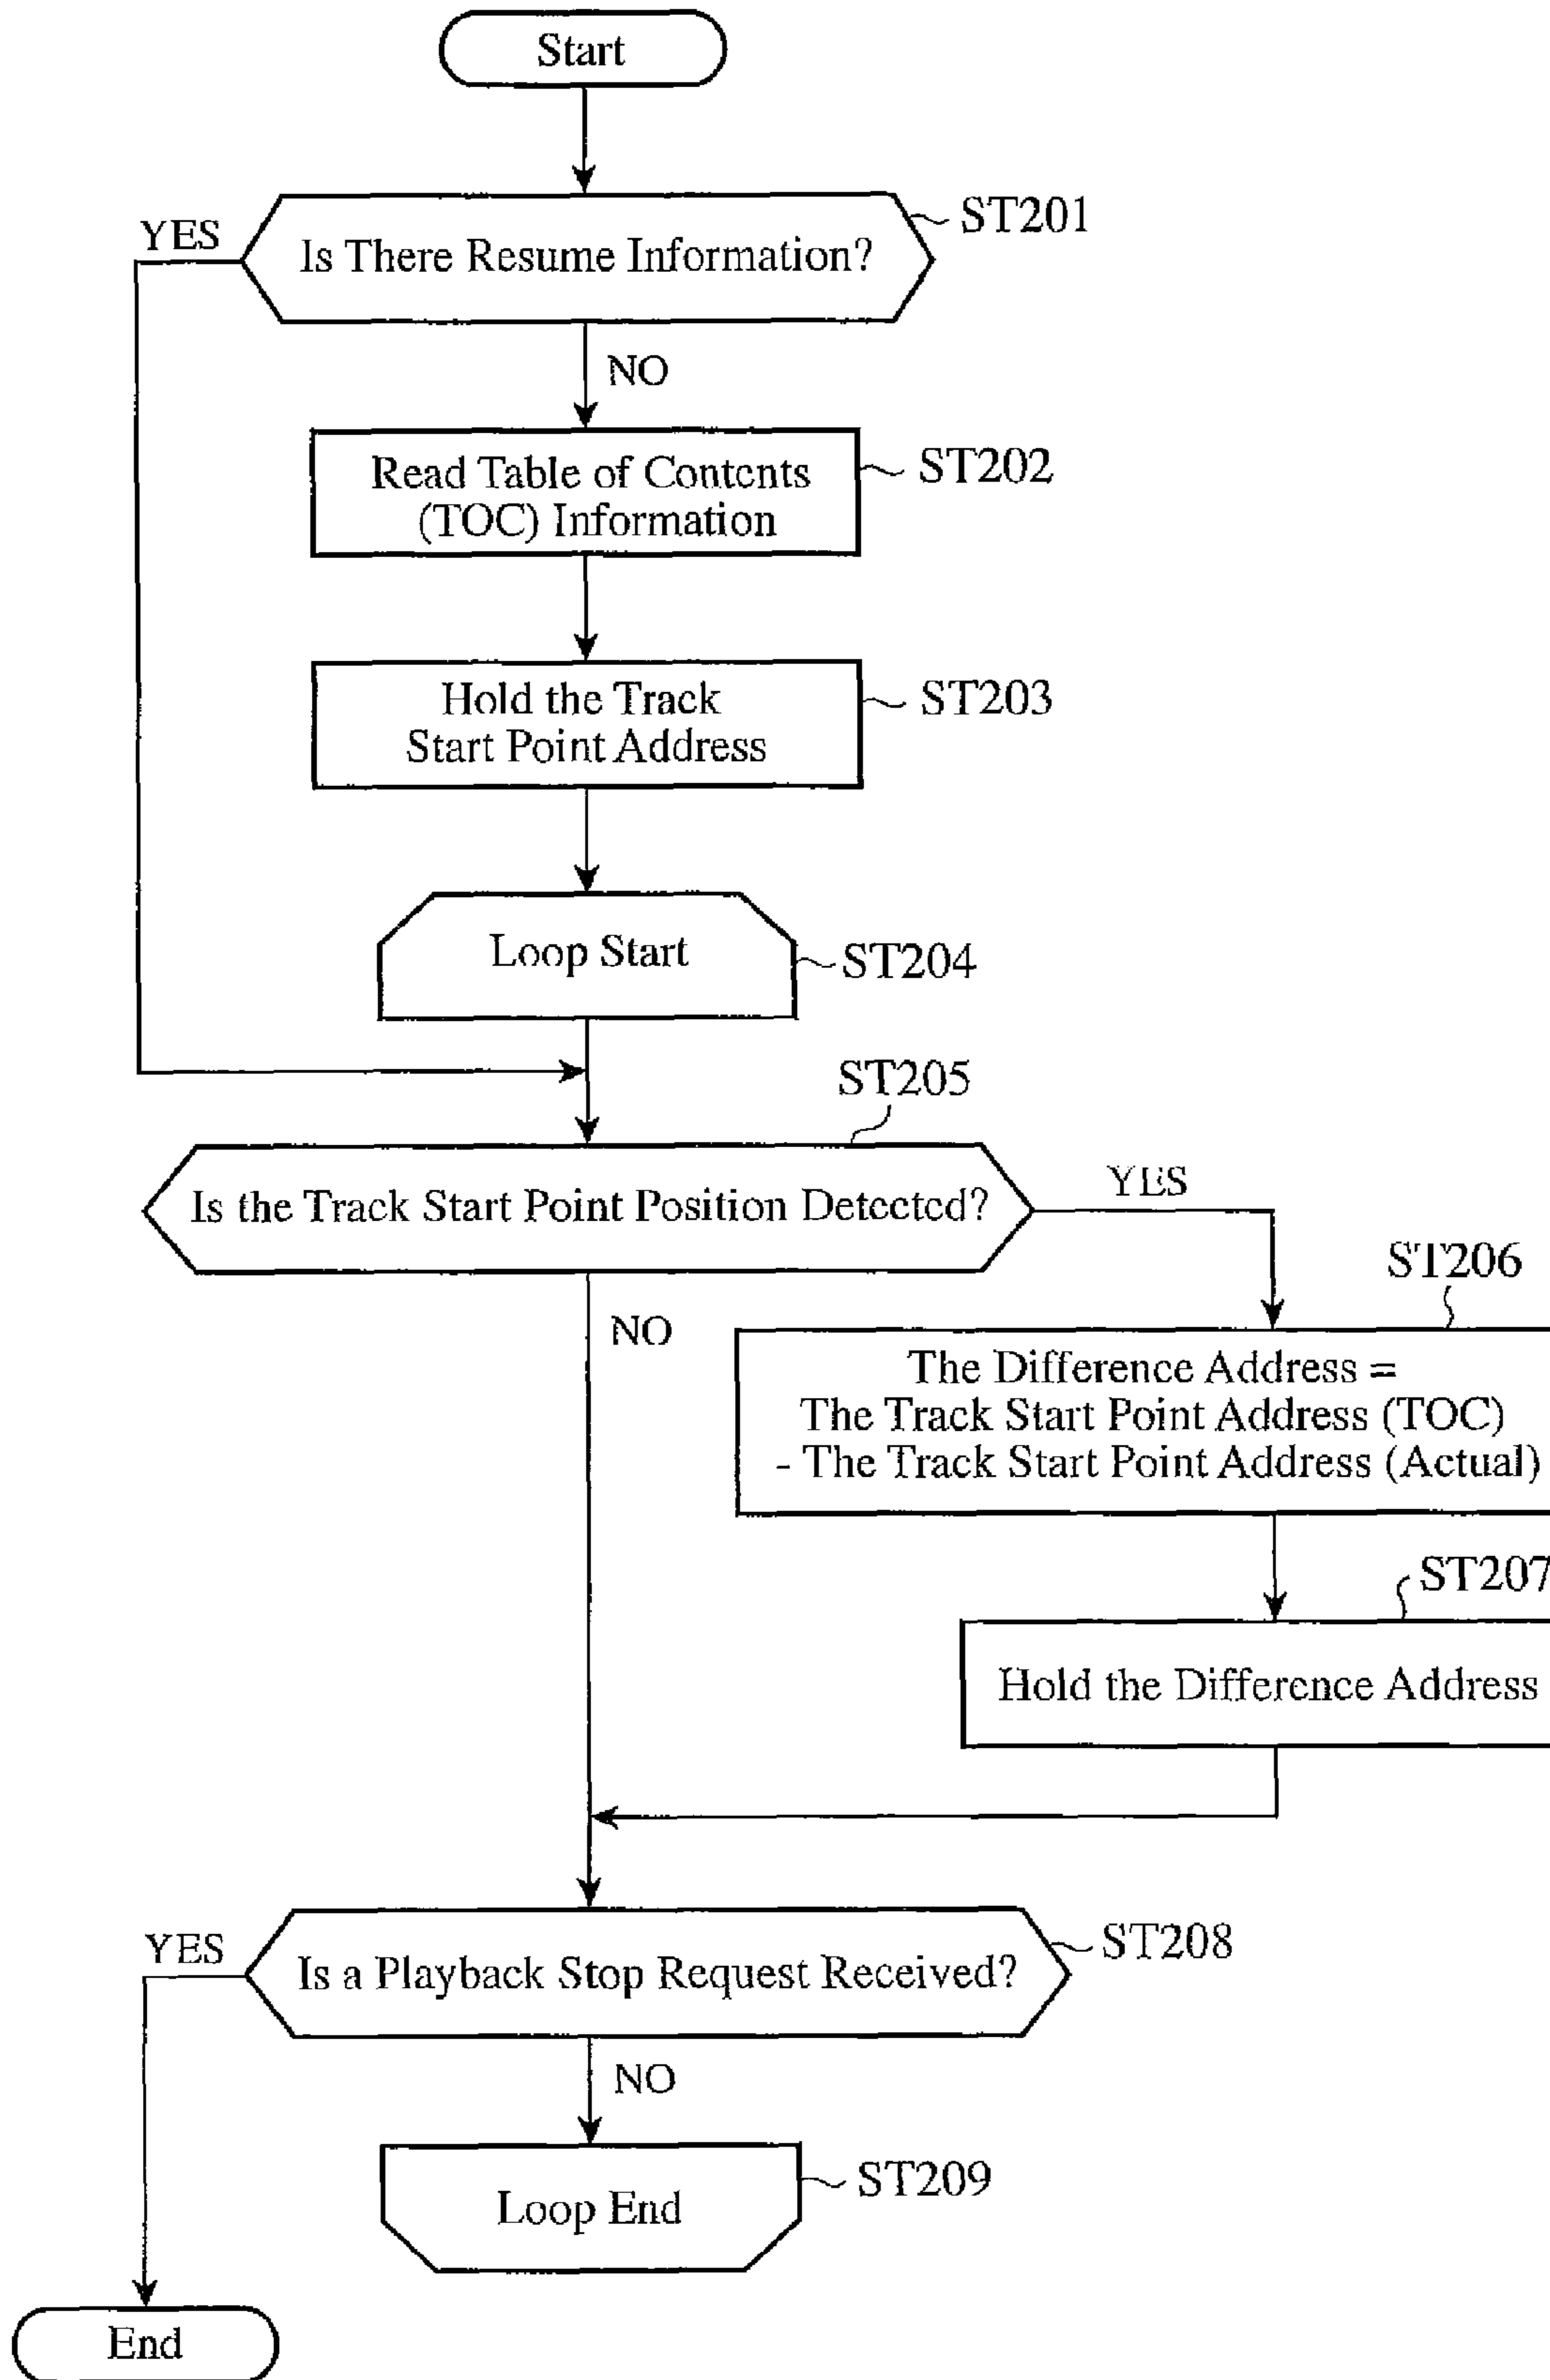 Start
YES
Is There Resume Information?
ST201
NO
Read Table of Contents
(TOC) Information
ST202
Hold the Track
Start Point Address
ST203
Loop Start
ST204
ST205
Is the Track Start Point Position Detected?
YES
NO
ST206
The Difference Address =
The Track Start Point Address (TOC)
- The Track Start Point Address (Actual)
ST207
Hold the Difference Address
YES
Is a Playback Stop Request Received?
ST208
NO
Loop End
ST209
End